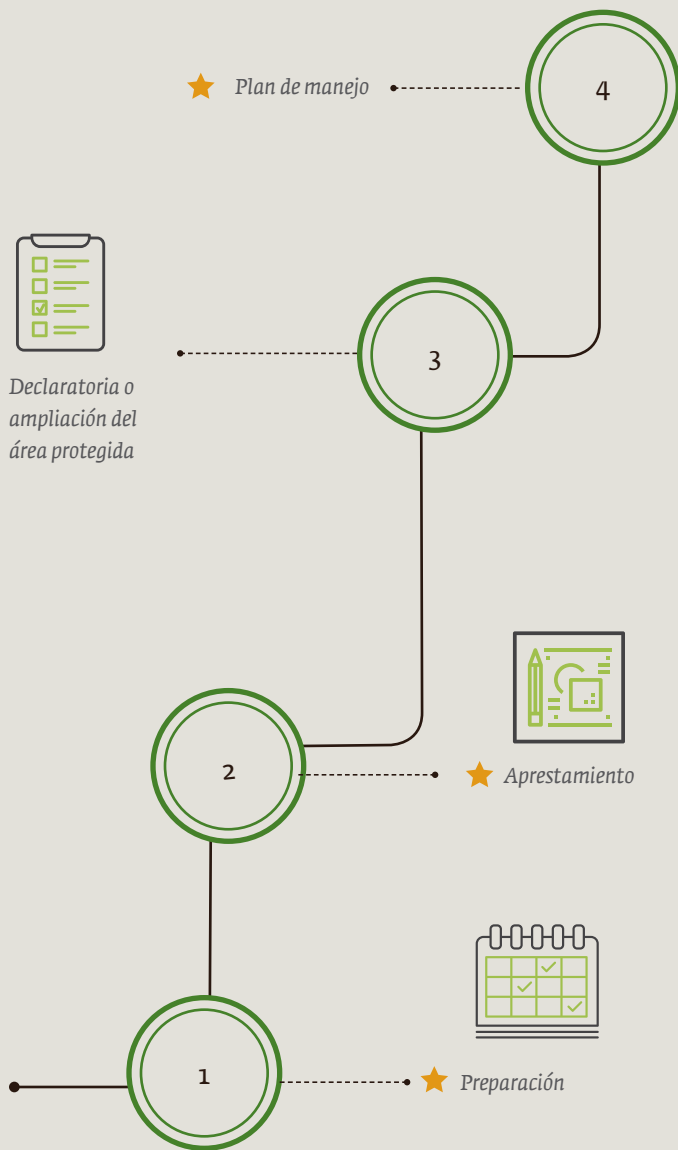 Plan de manejo
4
3
Declaratoria o
ampliación del
área protegida
2
Aprestamiento
1
Preparación